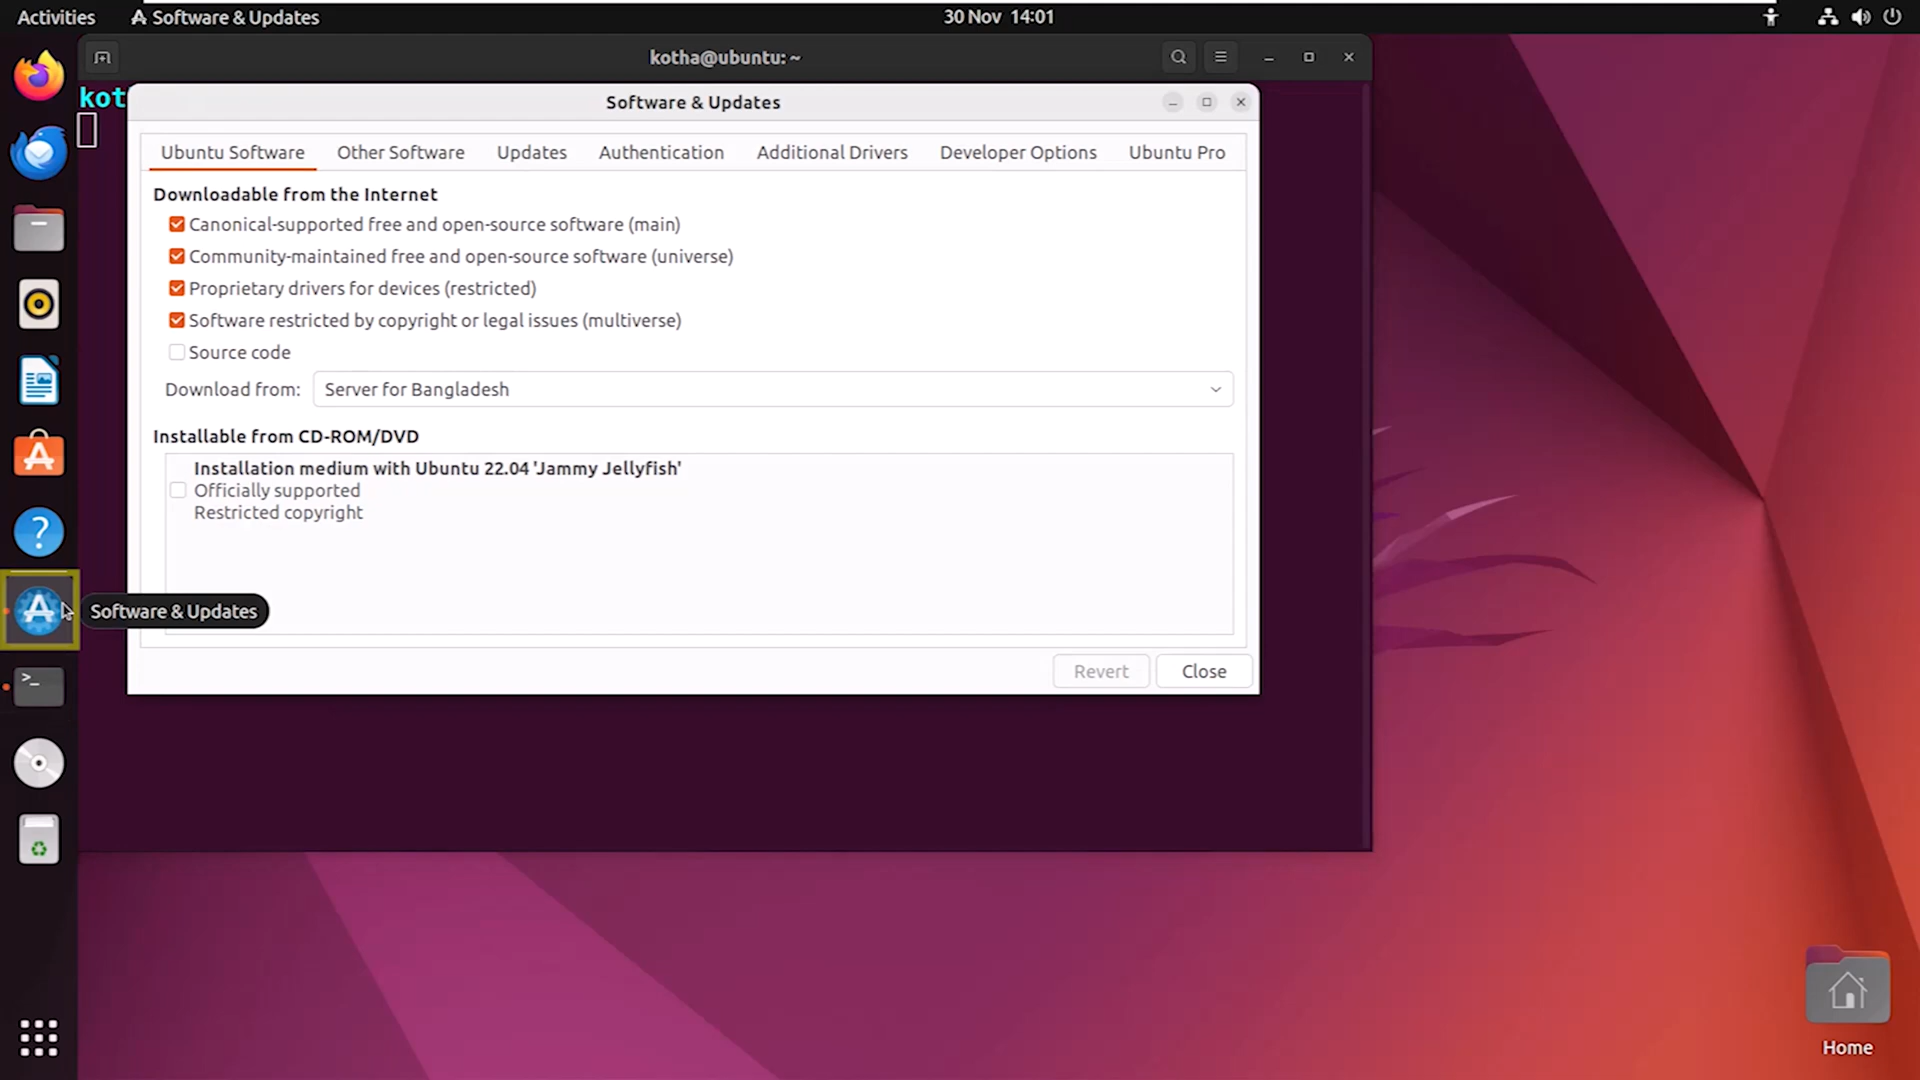 Activities
Software & Updates
30 Nov 14:01
kotha@ubuntu: ~
kot
Software & Updates
Ubuntu Software
Other Software
Updates
Authentication
Additional Drivers
Developer Options
Ubuntu Pro
Downloadable from the Internet
Canonical-supported free and open-source software (main)
Community-maintained free and open-source software (universe)
Proprietary drivers for devices (restricted)
Software restricted by copyright or legal issues (multiverse)
Source code
Download from: Server for Bangladesh
Installable from CD-ROM/DVD
Installation medium with Ubuntu 22.04 'Jammy Jellyfish'
Officially supported
Restricted copyright
Software & Updates
Revert
Close
Home